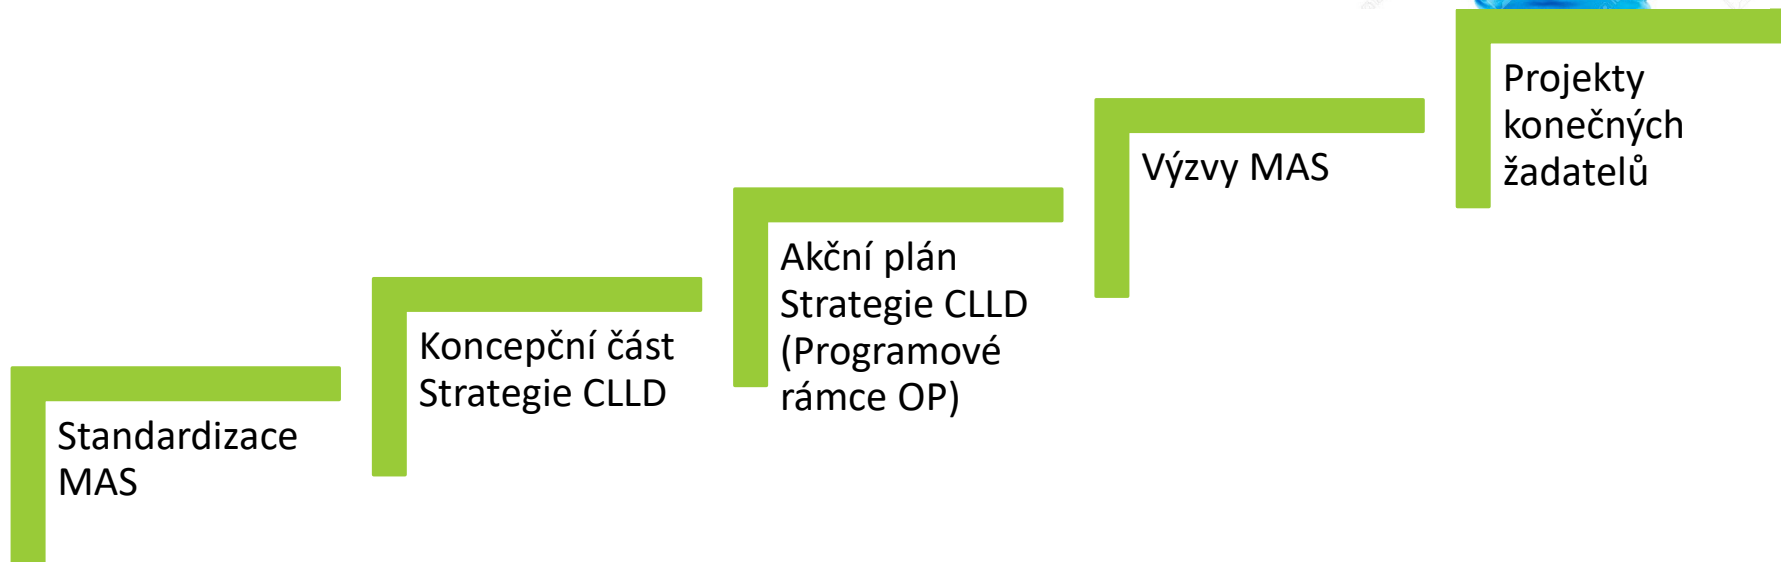 Standardizace
MAS
Koncepční část
Strategie CLLD
Akční plán
Strategie CLLD
(Programové
rámce OP)
Výzvy MAS
Projekty
konečných
žadatelů